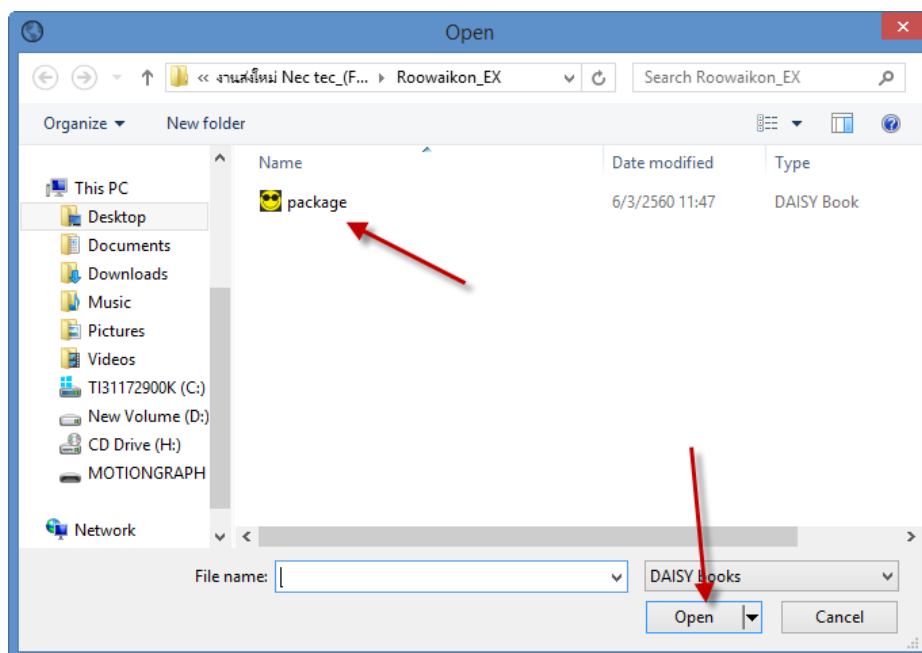 Open
« งานส่งใหม่ Nec tec_(F... Roowaikon_EX Search Roowaikon_EX
Organize New folder
Name Date modified Type
This PC
package 6/3/2560 11:47 DAISY Book
Desktop
Documents
Downloads
Music
Pictures
Videos
TI31172900K (C:)
New Volume (D:)
CD Drive (H:)
MOTIONGRAPH
Network
File name: DAISY Books
Open Cancel